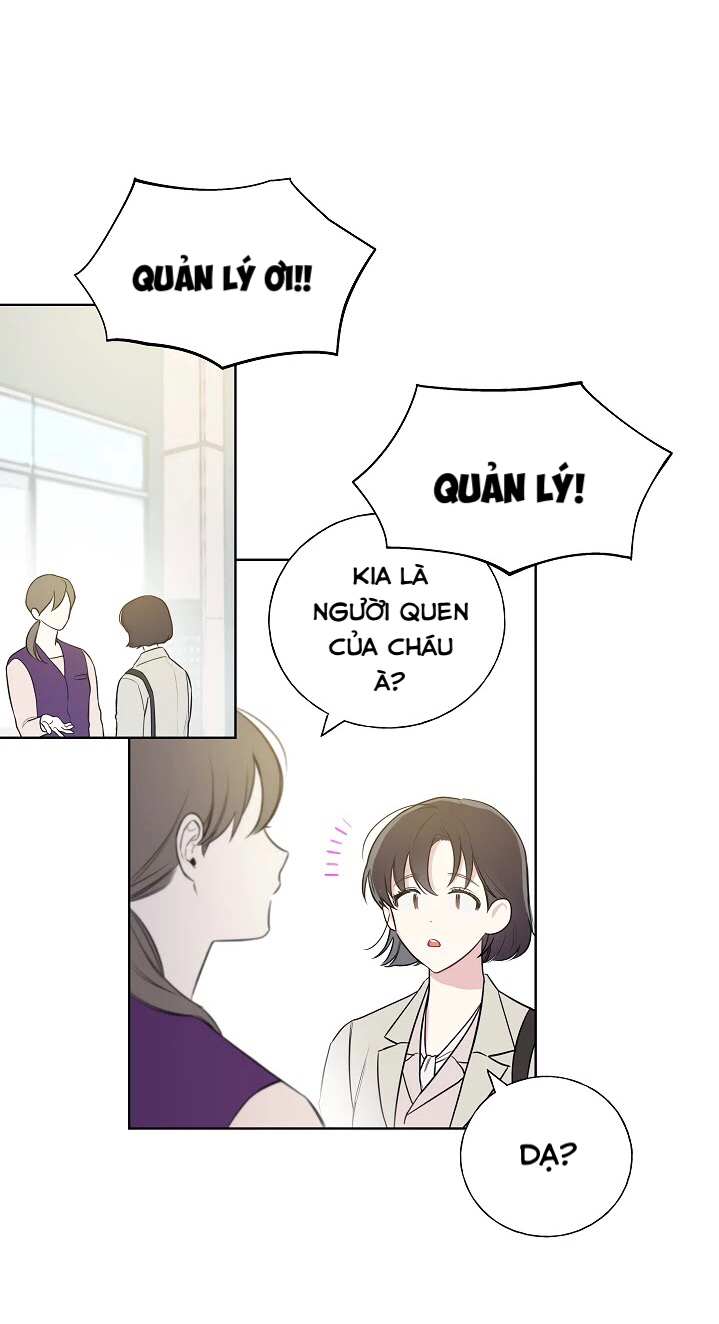 QUẢN LÝ ƠI!!
QUẢN LÝ!
KIA LÀ
NGƯỜI QUEN
CỦA CHÁU
À?
DẠ?